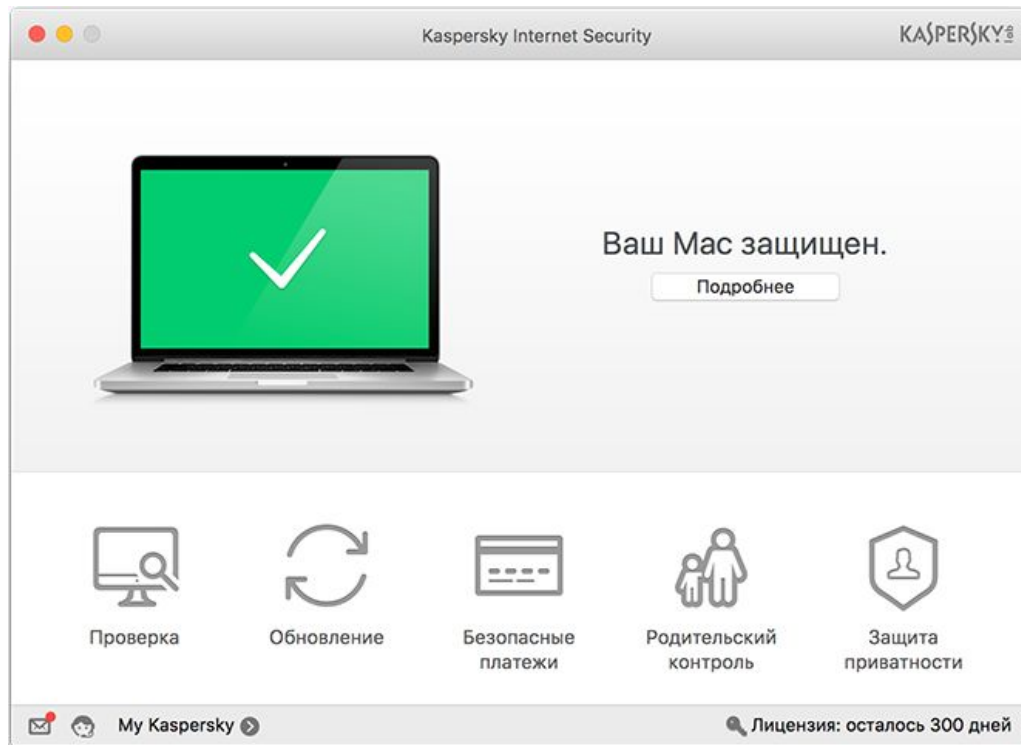 Kaspersky Internet Security
KASPERSKY lab
Ваш Mac защищен.
Подробнее
Проверка
Обновление
Безопасные
платежи
Родительский
контроль
Защита
приватности
My Kaspersky
Лицензия: осталось 300 дней